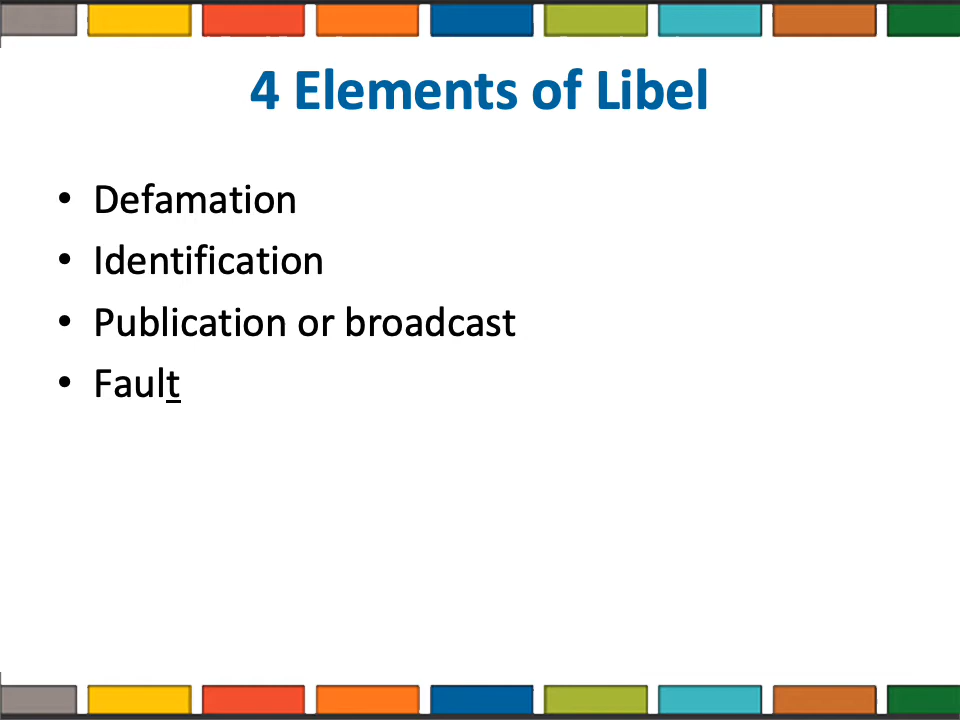 4 Elements of Libel
• Defamation
• Identification
• Publication or broadcast
• Fault